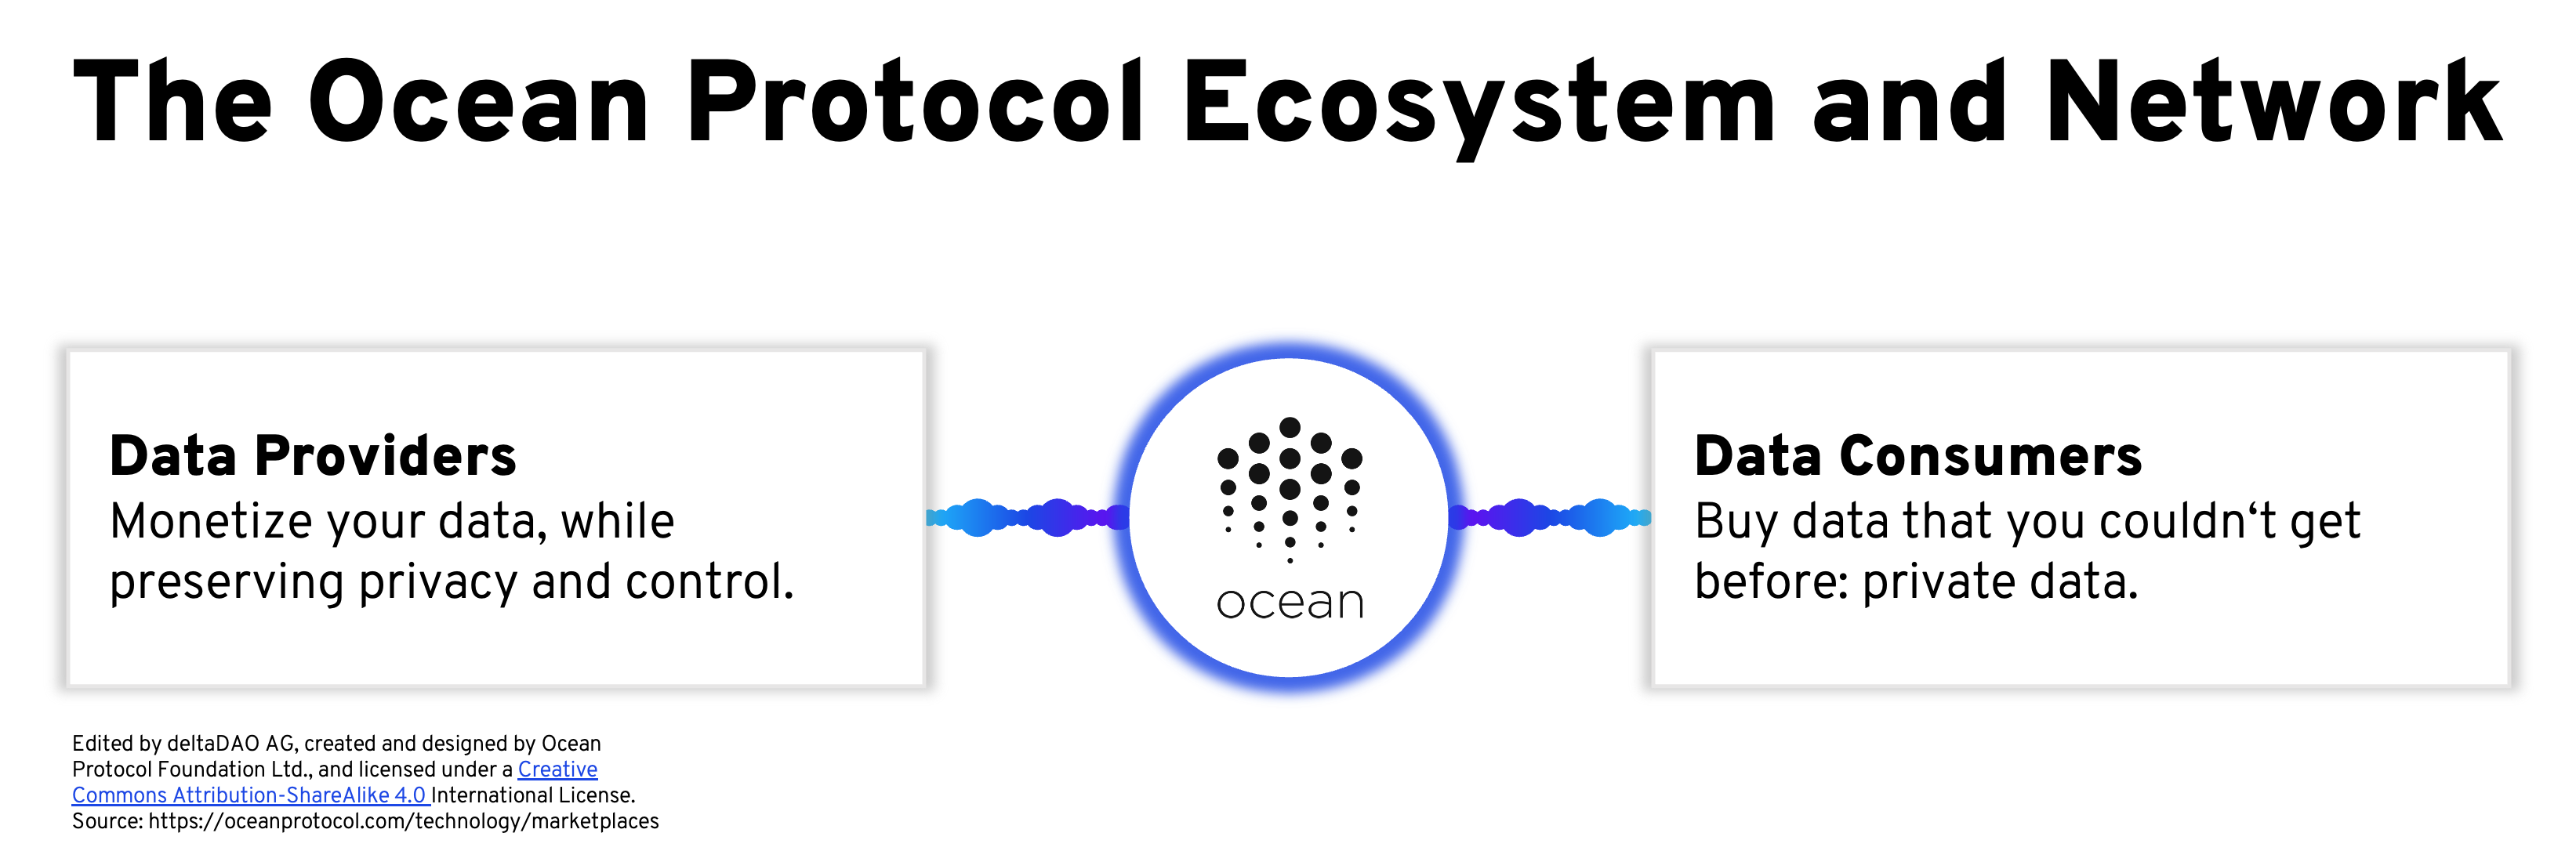 The Ocean Protocol Ecosystem and Network
Data Providers
Monetize your data, while
preserving privacy and control.
ocean
Data Consumers
Buy data that you couldn‘t get
before: private data.
Edited by deltaDAO AG, created and designed by Ocean
Protocol Foundation Ltd., and licensed under a Creative
Commons Attribution-ShareAlike 4.0 International License.
Source: https://oceanprotocol.com/technology/marketplaces